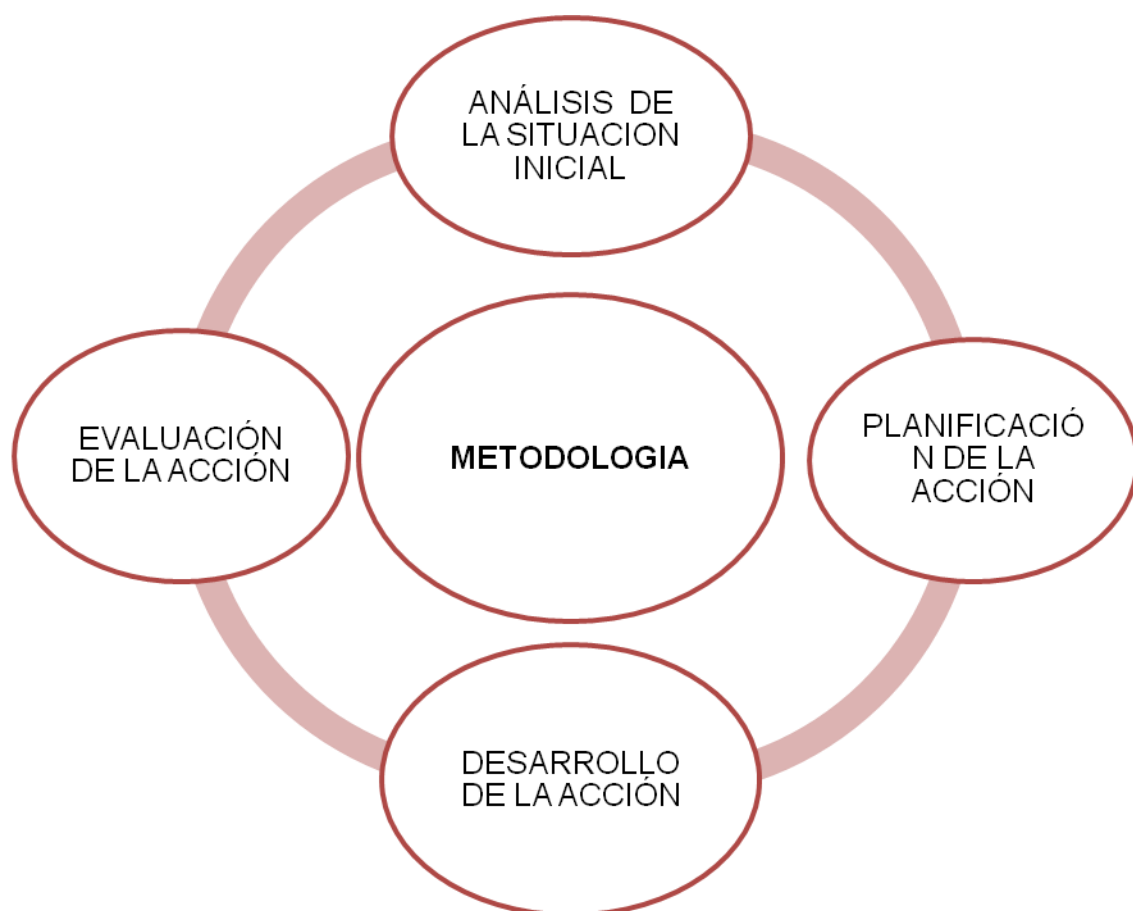 ANÁLISIS DE
LA SITUACION
INICIAL
EVALUACIÓN
DE LA ACCIÓN
METODOLOGIA
PLANIFICACIÓ
N DE LA
ACCIÓN
DESARROLLO
DE LA ACCIÓN